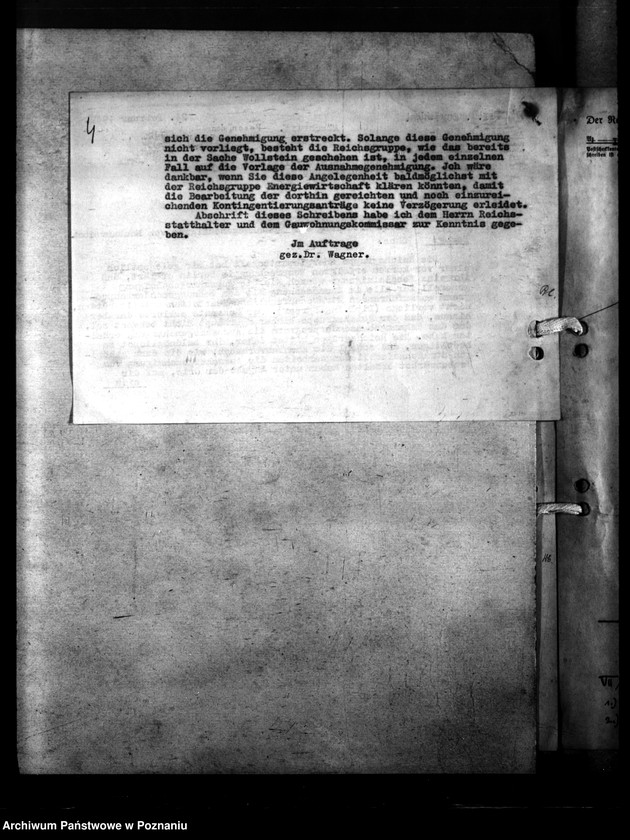 4
sich die Genehmigung erstreckt. Solange diese Genehmigung
nicht vorliegt, besteht die Reichsgruppe, wie das bereits
in der Sache Wollstein geschehen ist, in jedem einzelnen
Fall auf die Vorlage der Ausnahmegenehmigung. Jch wäre
dankbar, wenn Sie diese Angelegenheit baldmöglichst mit
der Reichsgruppe Energiewirtschaft klären könnten, damit
die Bearbeitung der dorthin gereichten und noch einzurei-
chenden Kontingentierungsanträge keine Verzögerung erleidet.
Abschrift dieses Schreibens habe ich dem Herrn Reichs-
statthalter und dem Gauwohnungskommissar zur Kenntnis gege-
ben.
Jm Auftrage
gez.Dr. Wagner.
Der
VII
Archiwum Państwowe w Poznaniu